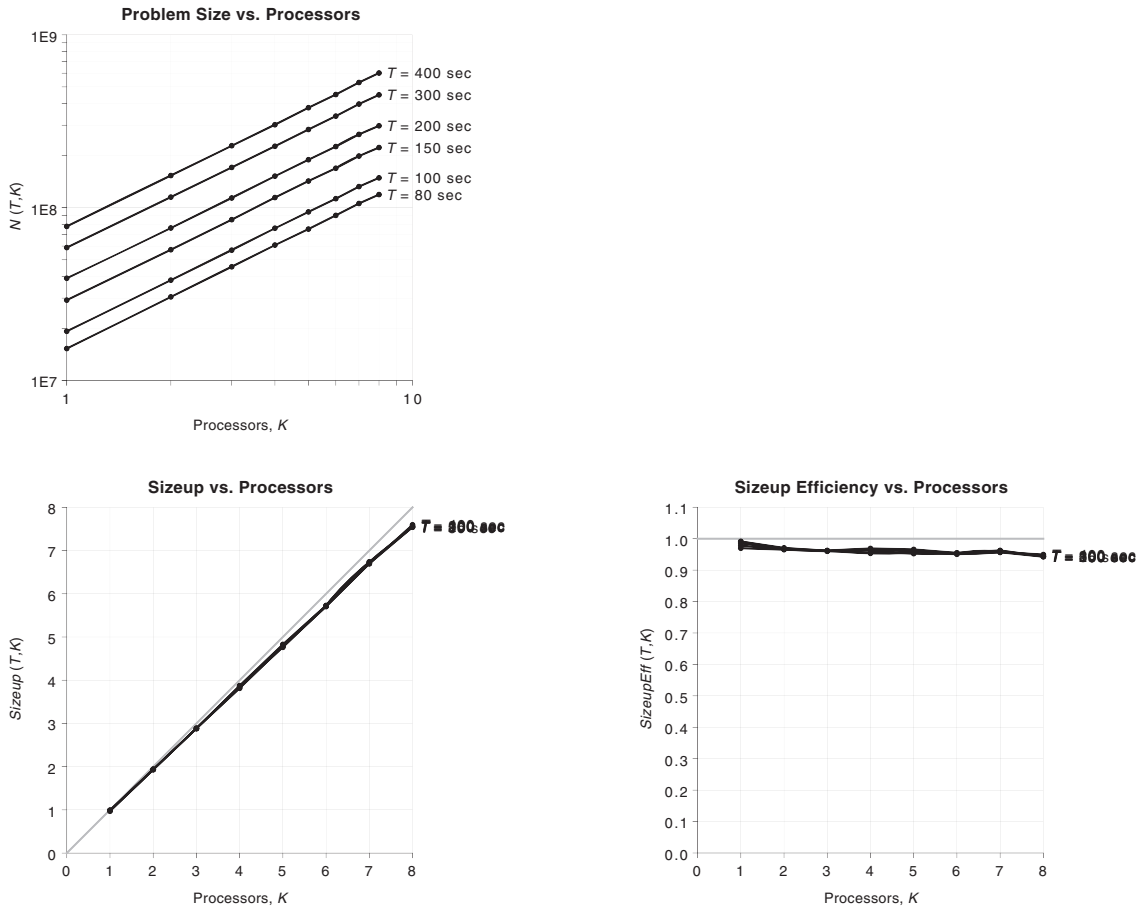 Problem Size vs. Processors
1E9
1E8
1E7
N (T,K)
T = 400 sec
T = 300 sec
T = 200 sec
T = 150 sec
T = 100 sec
T = 80 sec
1
10
Processors, K
Sizeup vs. Processors
8
7
6
5
4
3
2
1
0
Sizeup (T,K)
0 1 2 3 4 5 6 7 8
Processors, K
Sizeup Efficiency vs. Processors
1.1
1.0
0.9
0.8
0.7
0.6
0.5
0.4
0.3
0.2
0.1
0.0
SizeupEff (T,K)
0 1 2 3 4 5 6 7 8
Processors, K